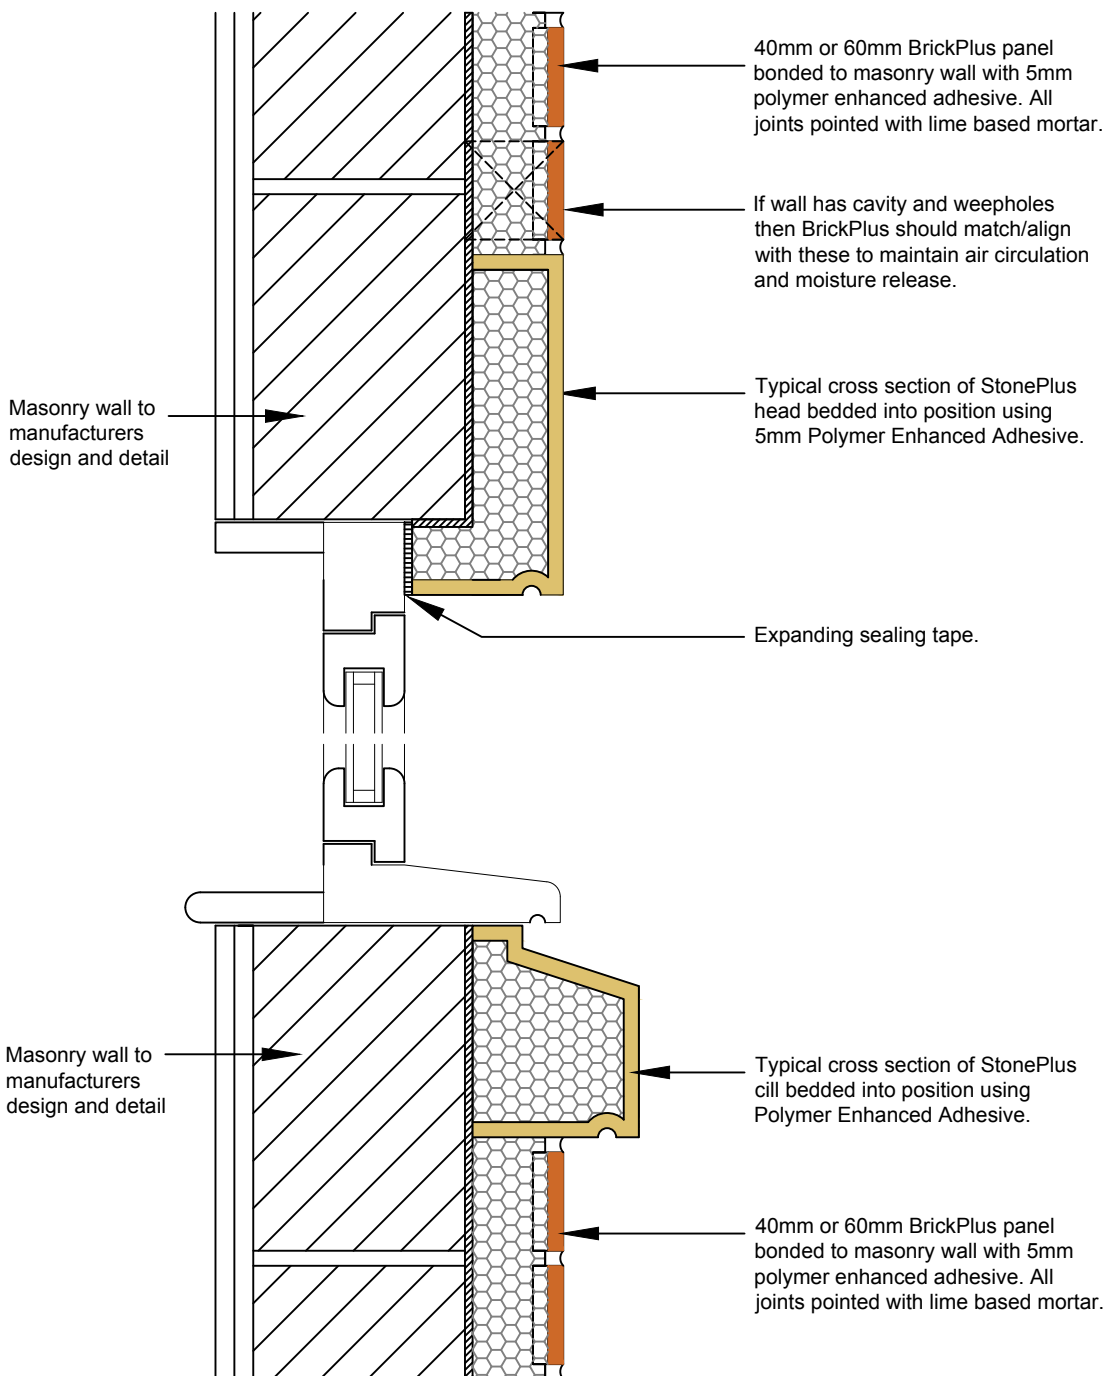 40mm or 60mm BrickPlus panel
bonded to masonry wall with 5mm
polymer enhanced adhesive. All
joints pointed with lime based mortar.
If wall has cavity and weepholes
then BrickPlus should match/align
with these to maintain air circulation
and moisture release.
Typical cross section of StonePlus
head bedded into position using
5mm Polymer Enhanced Adhesive.
Masonry wall to
manufacturers
design and detail
Expanding sealing tape.
Masonry wall to
manufacturers
design and detail
Typical cross section of StonePlus
cill bedded into position using
Polymer Enhanced Adhesive.
40mm or 60mm BrickPlus panel
bonded to masonry wall with 5mm
polymer enhanced adhesive. All
joints pointed with lime based mortar.